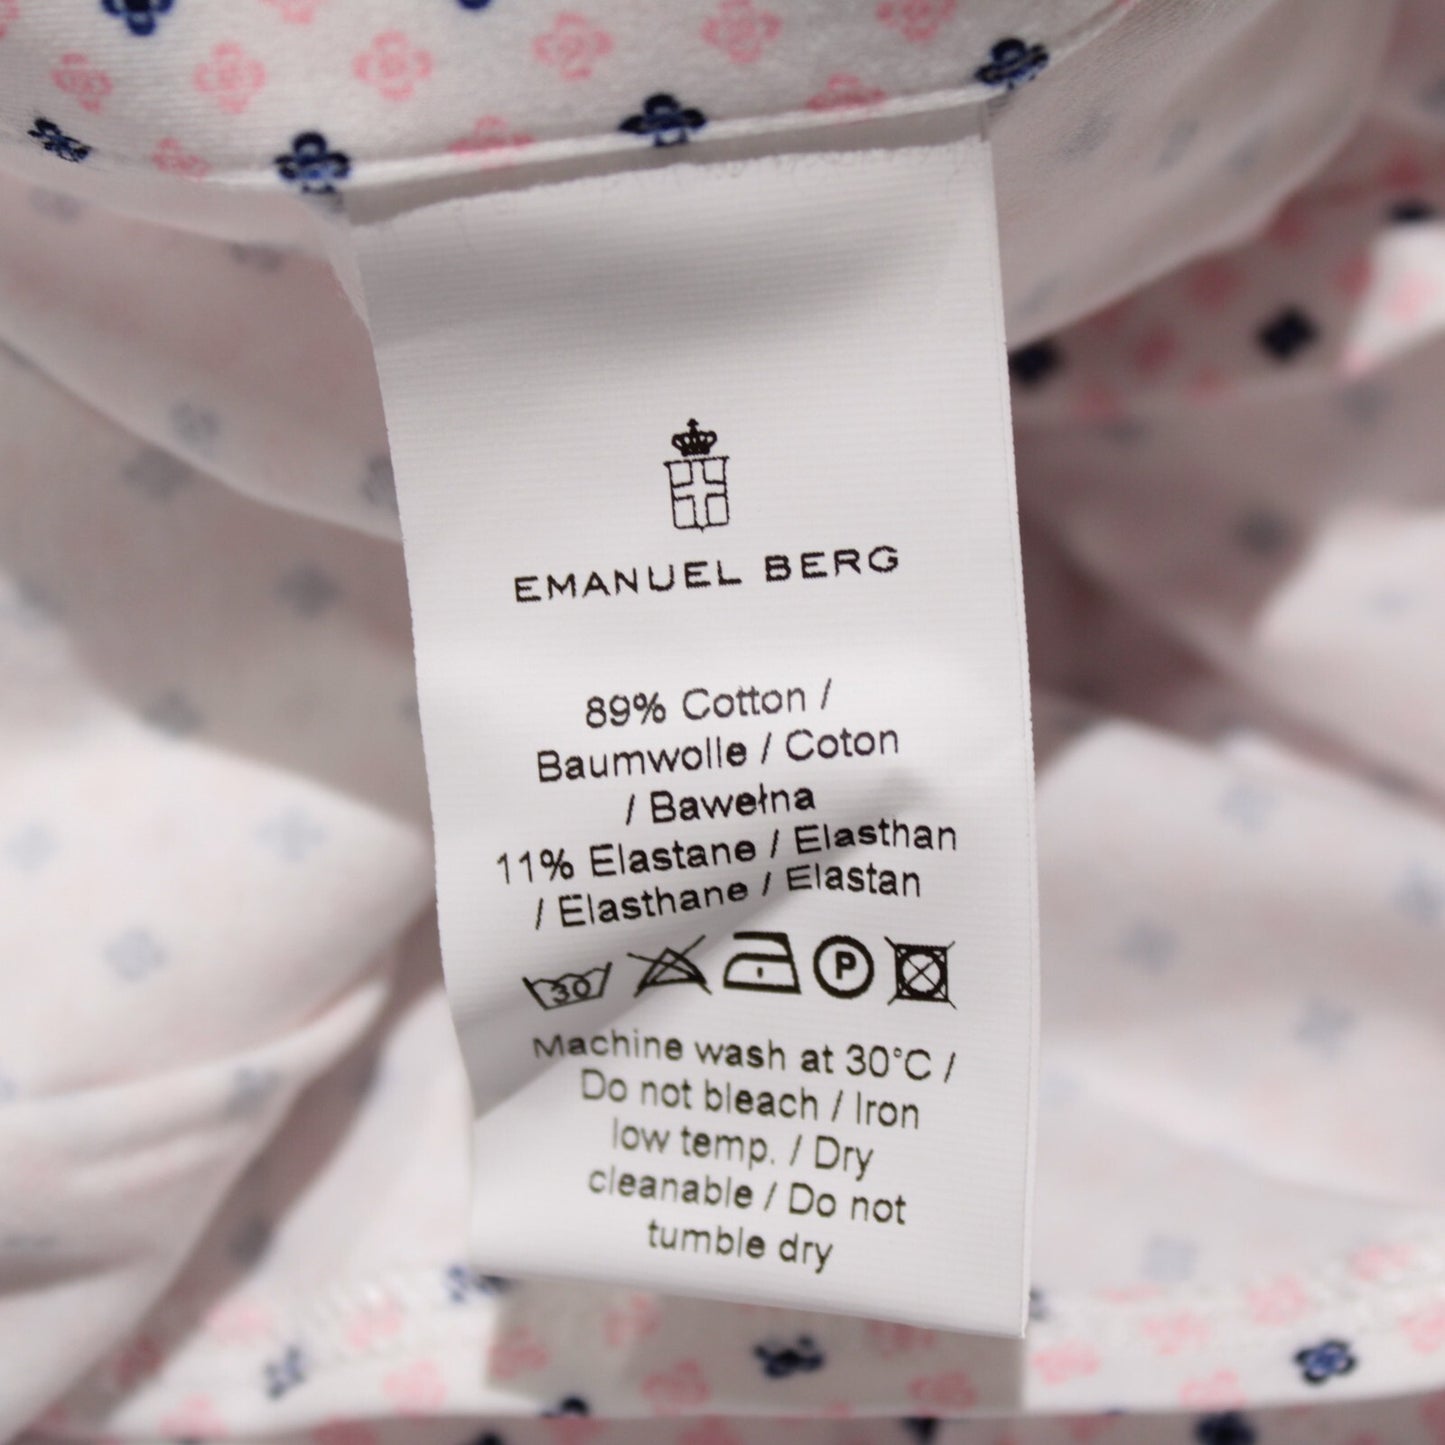 EMANUEL BERG
89% Cotton /
Baumwolle / Coton
/ Bawełna
11% Elastane / Elasthan
/ Elasthane / Elastan
30 P
Machine wash at 30°C /
Do not bleach / Iron
low temp. / Dry
cleanable / Do not
tumble dry